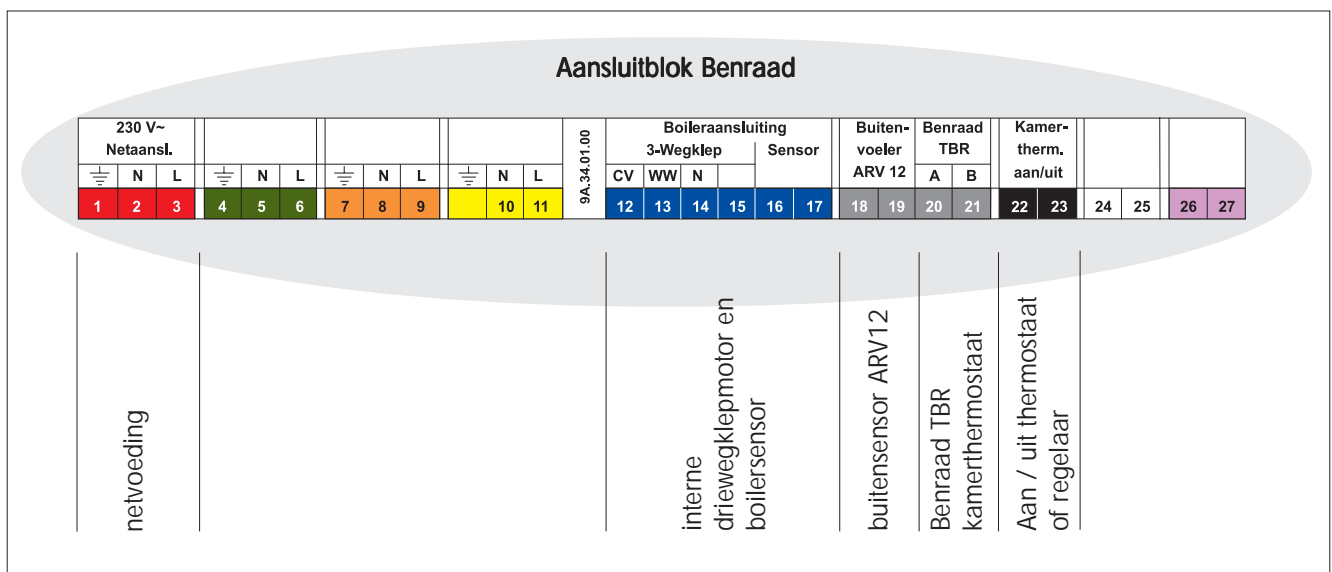 Aansluitblok Benraad
230 V~
Netaansl.
N L
N L
N L
N L
9A.34.01.00
Boileraansluiting
3-Wegklep Sensor
CV WW N
Buiten-
voeler
ARV 12
Benraad
TBR
A B
Kamer-
therm.
aan/uit
1 2 3 4 5 6 7 8 9 10 11 12 13 14 15 16 17 18 19 20 21 22 23 24 25 26 27
netvoeding
interne
driewegklepmotor en
boilersensor
buitensensor ARV12
Benraad TBR
kamerthermostaat
Aan / uit thermostaat
of regelaar